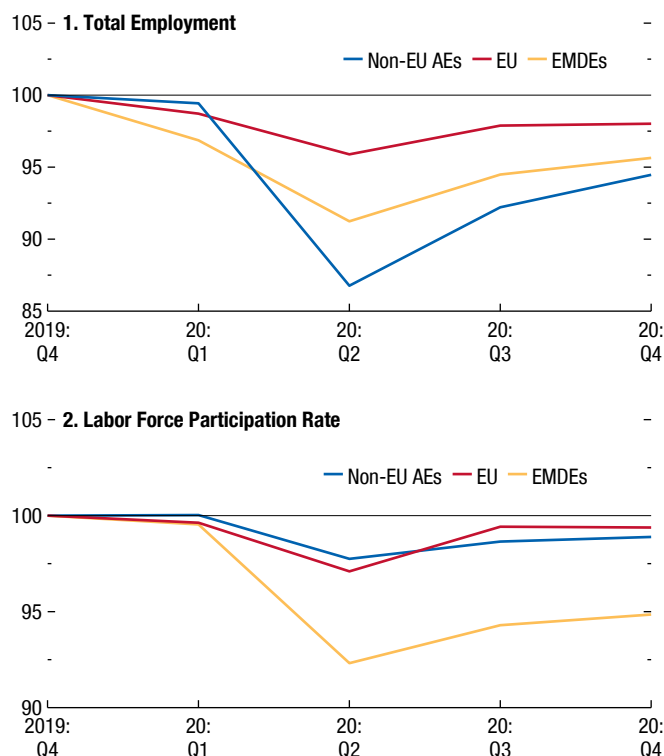 1. Total Employment
105
Non-EU AEs EU EMDEs
100
95
90
85
2019: 20: 20: 20: 20:
Q4 Q1 Q2 Q3 Q4
2. Labor Force Participation Rate
105
Non-EU AEs EU EMDEs
100
95
90
2019: 20: 20: 20: 20:
Q4 Q1 Q2 Q3 Q4